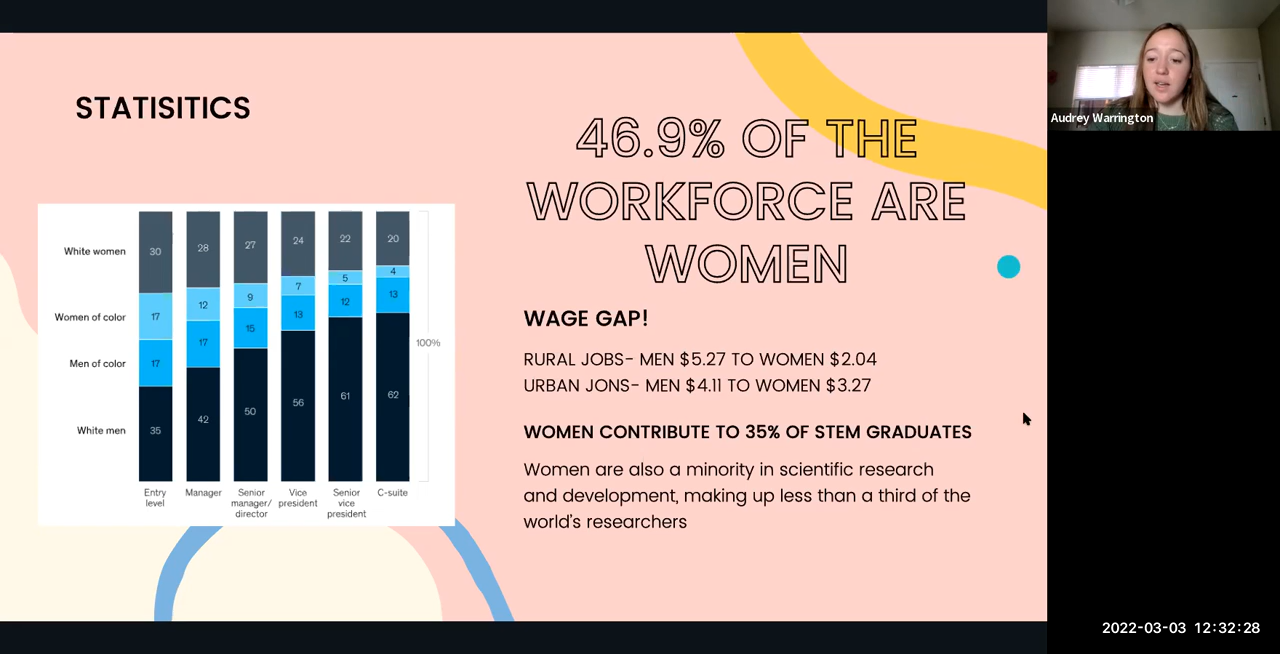 STATISITICS
46.9% OF THE
WORKFORCE ARE
WOMEN
WAGE GAP!
RURAL JOBS- MEN $5.27 TO WOMEN $2.04
URBAN JONS- MEN $4.11 TO WOMEN $3.27
WOMEN CONTRIBUTE TO 35% OF STEM GRADUATES
Women are also a minority in scientific research
and development, making up less than a third of the
world's researchers
White women
30 28 27 24 22 20
Women of color
17 12 9 7 5 4
Men of color
17 17 15 13 12 13
White men
35 42 50 56 61 62
100%
Entry
level
Manager
Senior
manager/
director
Vice
president
Senior
vice
president
C-suite
Audrey Warrington
2022-03-03 12:32:28